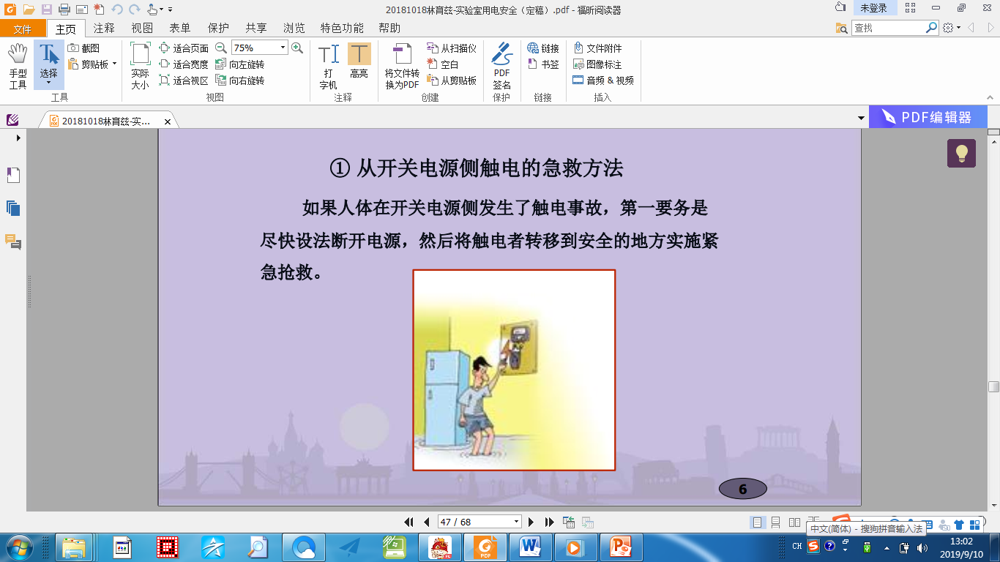 20181018林育兹-实验室用电安全（定稿）.pdf - 福昕阅读器
未登录
文件 主页 注释 视图 表单 保护 共享 浏览 特色功能 帮助
查找
手型工具
选择
截图
剪贴板
工具
实际大小
适合页面
适合宽度
适合视区
75%
向左旋转
向右旋转
视图
打字机
高亮
注释
将文件转换为PDF
从扫描仪
空白
从剪贴板
创建
PDF签名
保护
链接
书签
链接
文件附件
图像标注
音频 & 视频
插入
20181018林育兹-实...
PDF编辑器
① 从开关电源侧触电的急救方法
如果人体在开关电源侧发生了触电事故，第一要务是
尽快设法断开电源，然后将触电者转移到安全的地方实施紧
急抢救。
6
47 / 68
中文(简体) - 搜狗拼音输入法
CH
13:02
2019/9/10